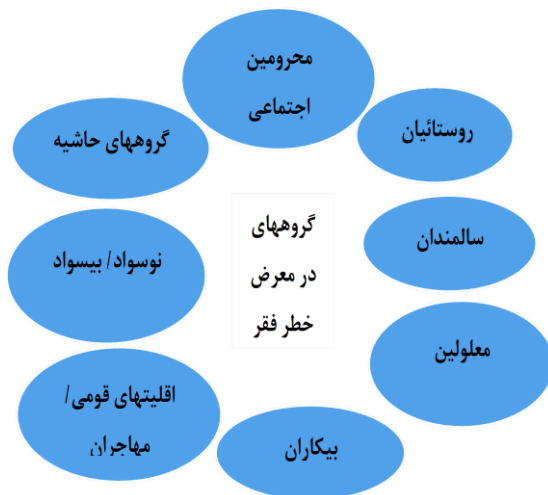 محرومین
اجتماعی
روستائیان
سالمندان
معلولین
بیکاران
اقلیتهای قومی/
مهاجران
نوسواد/ بیسواد
گروههای حاشیه
گروههای
در معرض
خطر فقر